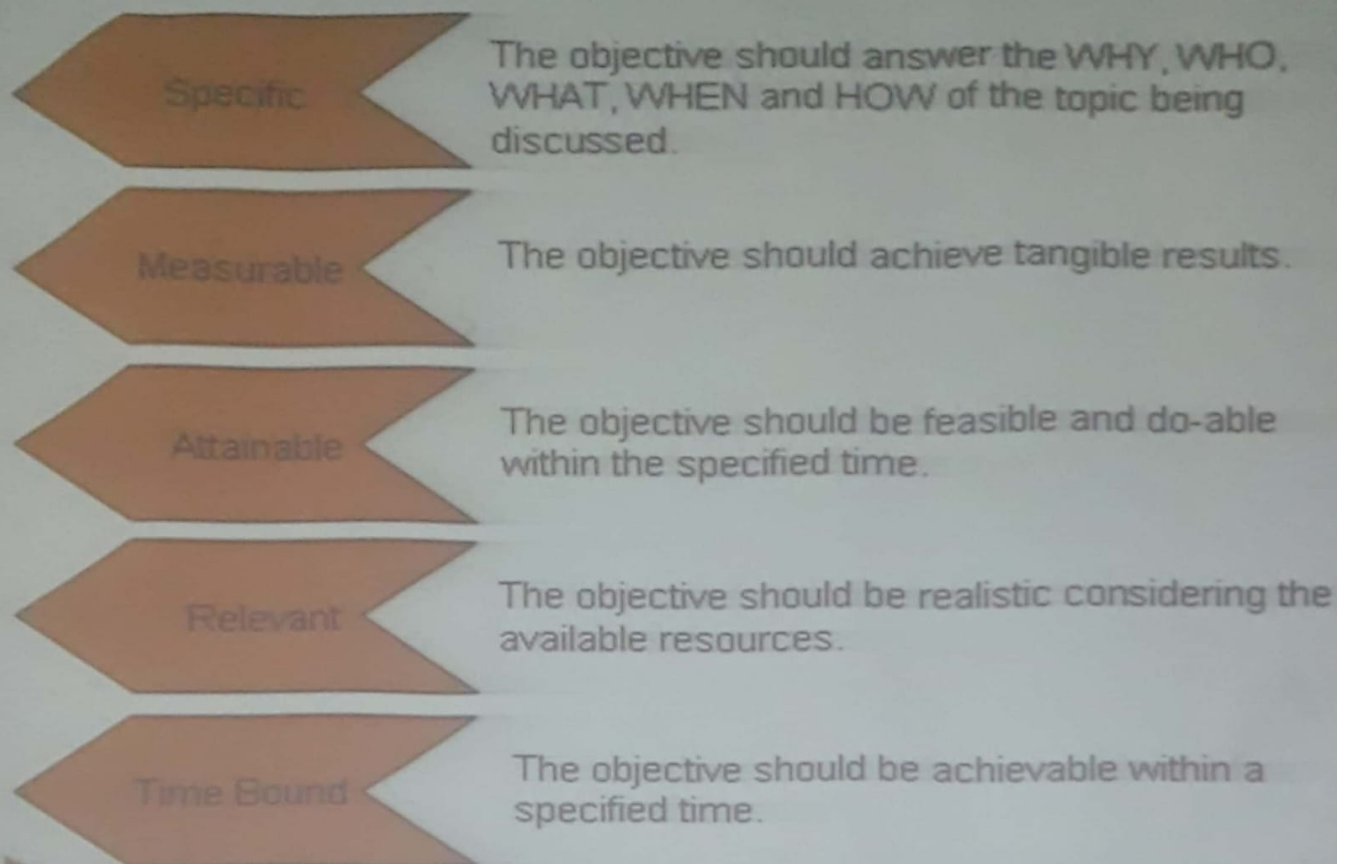 Specific
The objective should answer the WHY, WHO,
WHAT, WHEN and HOW of the topic being
discussed.
Measurable
The objective should achieve tangible results.
Attainable
The objective should be feasible and do-able
within the specified time.
Relevant
The objective should be realistic considering the
available resources.
Time Bound
The objective should be achievable within a
specified time.